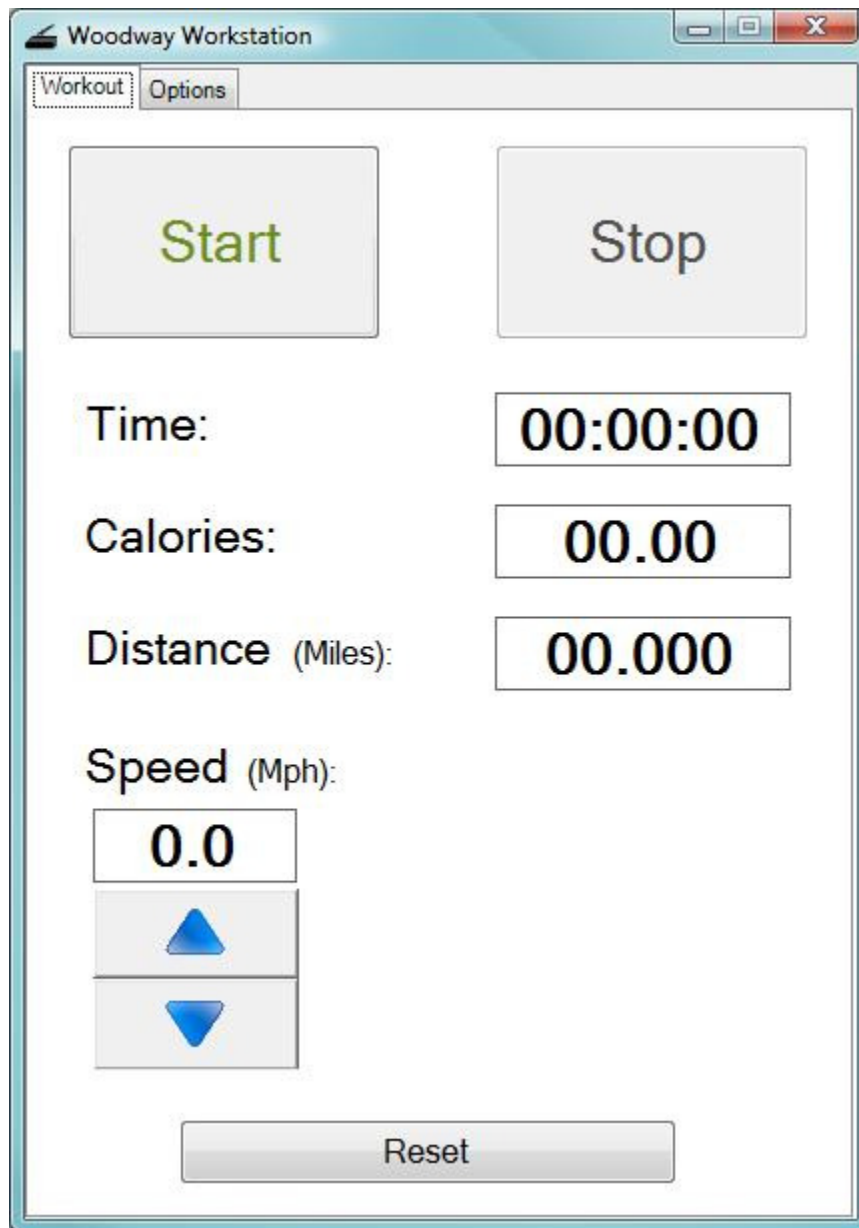 Woodway Workstation
Workout Options
Start Stop
Time: 00:00:00
Calories: 00.00
Distance (Miles): 00.000
Speed (Mph):
0.0
Reset